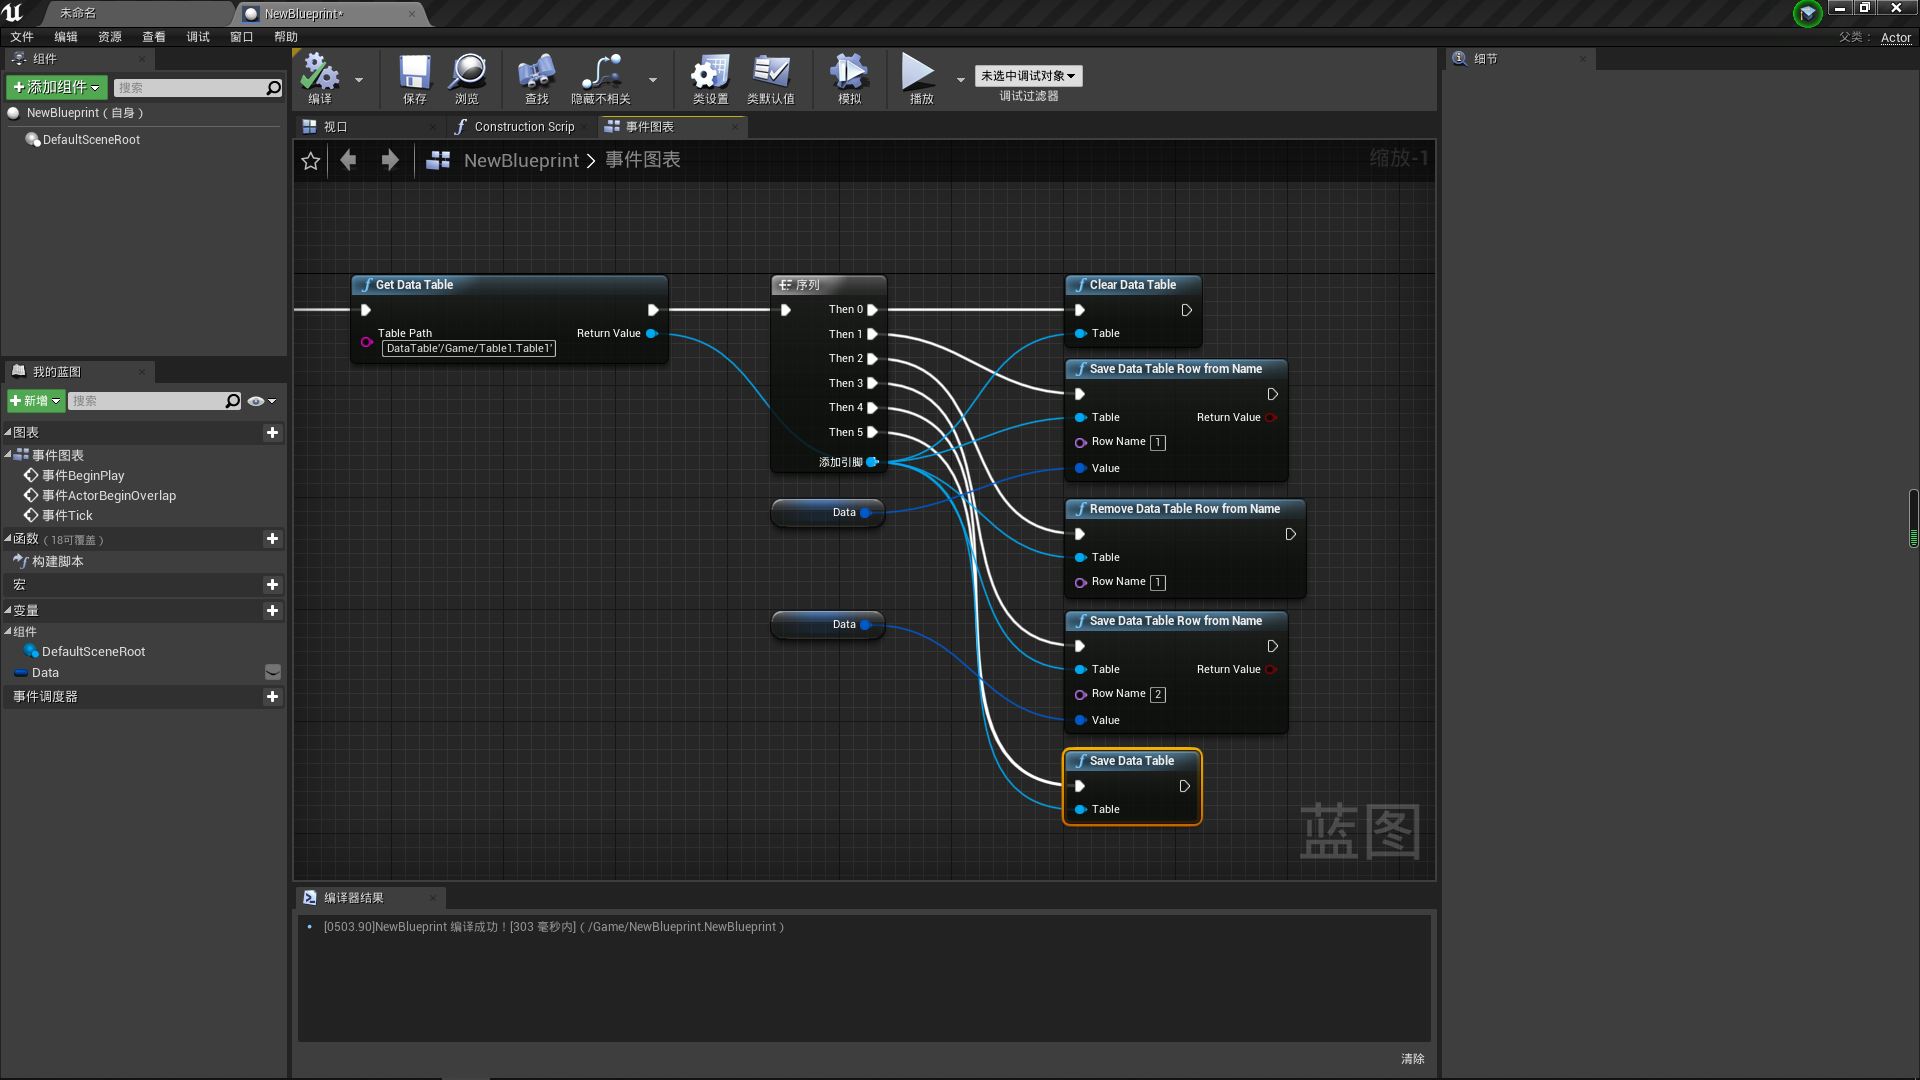 未命名
NewBlueprint*
文件 编辑 资源 查看 调试 窗口 帮助
父类： Actor
组件
添加组件
搜索
NewBlueprint（自身）
DefaultSceneRoot
编译
保存
浏览
查找
隐藏不相关
类设置
类默认值
模拟
播放
未选中调试对象
调试过滤器
细节
视口
Construction Scrip
事件图表
NewBlueprint > 事件图表
缩放-1
我的蓝图
新增
搜索
图表
事件图表
事件BeginPlay
事件ActorBeginOverlap
事件Tick
函数（18可覆盖）
构建脚本
宏
变量
组件
DefaultSceneRoot
Data
事件调度器
Get Data Table
Table Path
DataTable'/Game/Table1.Table1'
Return Value
序列
Then 0
Then 1
Then 2
Then 3
Then 4
Then 5
添加引脚
Data
Data
Clear Data Table
Table
Save Data Table Row from Name
Table
Return Value
Row Name 1
Value
Remove Data Table Row from Name
Table
Row Name 1
Save Data Table Row from Name
Table
Return Value
Row Name 2
Value
Save Data Table
Table
蓝图
编译器结果
[0503.90]NewBlueprint 编译成功！[303 毫秒内]（/Game/NewBlueprint.NewBlueprint）
清除